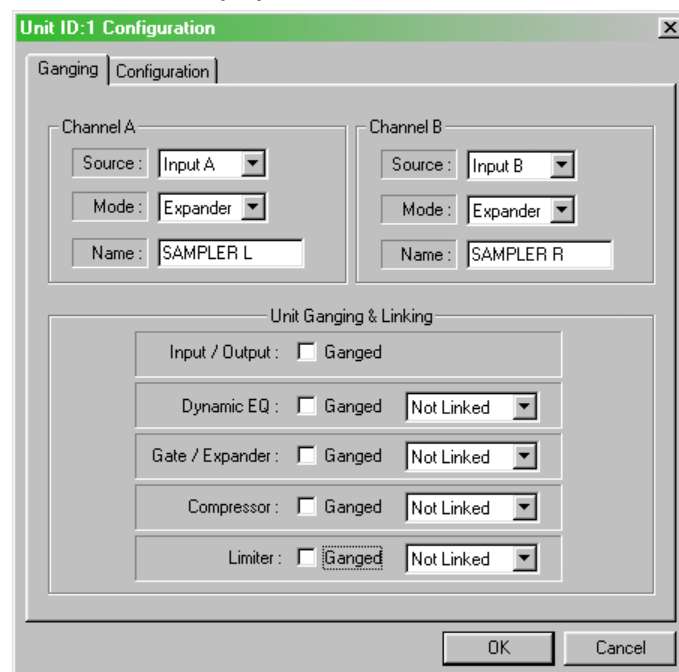 Unit ID:1 Configuration
Ganging Configuration
Channel A
Source : Input A
Mode : Expander
Name : SAMPLER L
Channel B
Source : Input B
Mode : Expander
Name : SAMPLER R
Unit Ganging & Linking
Input / Output : Ganged
Dynamic EQ : Ganged Not Linked
Gate / Expander : Ganged Not Linked
Compressor : Ganged Not Linked
Limiter : Ganged Not Linked
OK Cancel